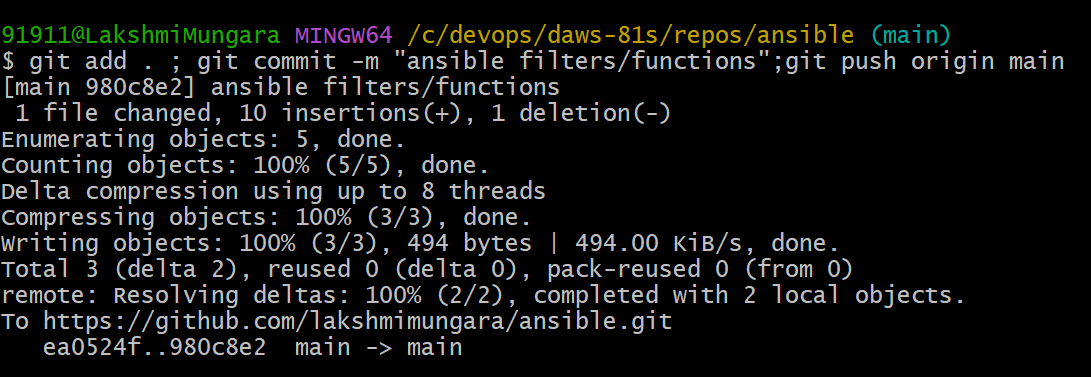 91911@LakshmiMungara MINGW64 /c/devops/daws-81s/repos/ansible (main)
$ git add . ; git commit -m "ansible filters/functions";git push origin main
[main 980c8e2] ansible filters/functions
 1 file changed, 10 insertions(+), 1 deletion(-)
Enumerating objects: 5, done.
Counting objects: 100% (5/5), done.
Delta compression using up to 8 threads
Compressing objects: 100% (3/3), done.
Writing objects: 100% (3/3), 494 bytes | 494.00 KiB/s, done.
Total 3 (delta 2), reused 0 (delta 0), pack-reused 0 (from 0)
remote: Resolving deltas: 100% (2/2), completed with 2 local objects.
To https://github.com/lakshmimungara/ansible.git
   ea0524f..980c8e2  main -> main